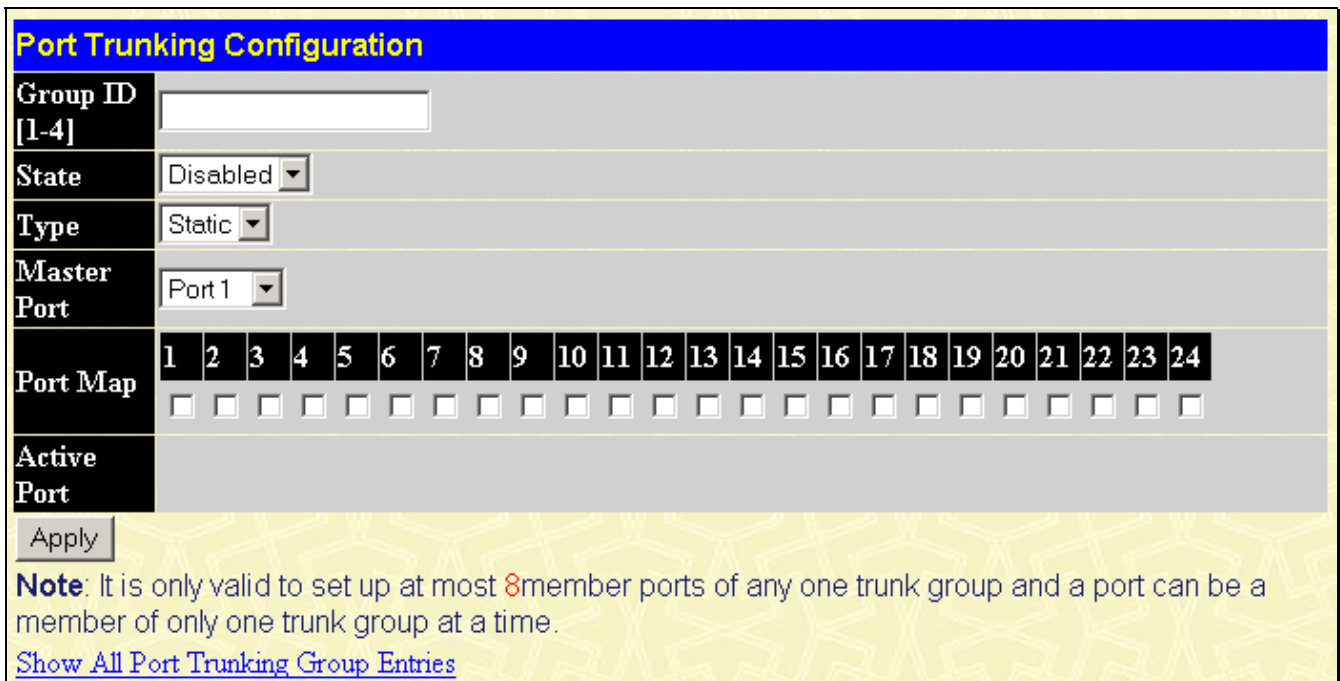 Port Trunking Configuration
Group ID
[1-4]
State Disabled
Type Static
Master
Port
Port 1
Port Map
1 2 3 4 5 6 7 8 9 10 11 12 13 14 15 16 17 18 19 20 21 22 23 24
Active
Port
Apply
Note: It is only valid to set up at most 8member ports of any one trunk group and a port can be a
member of only one trunk group at a time.
Show All Port Trunking Group Entries